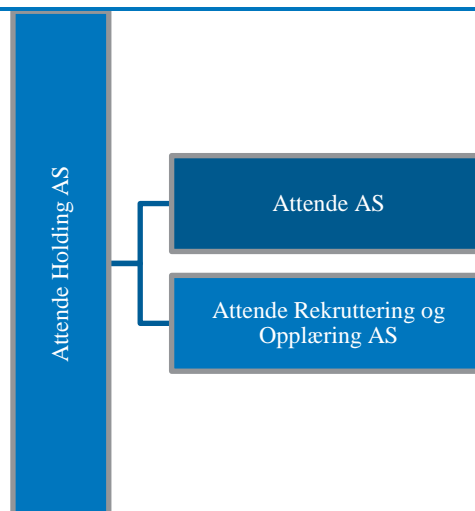 Attende Holding AS
Attende AS
Attende Rekruttering og
Opplæring AS